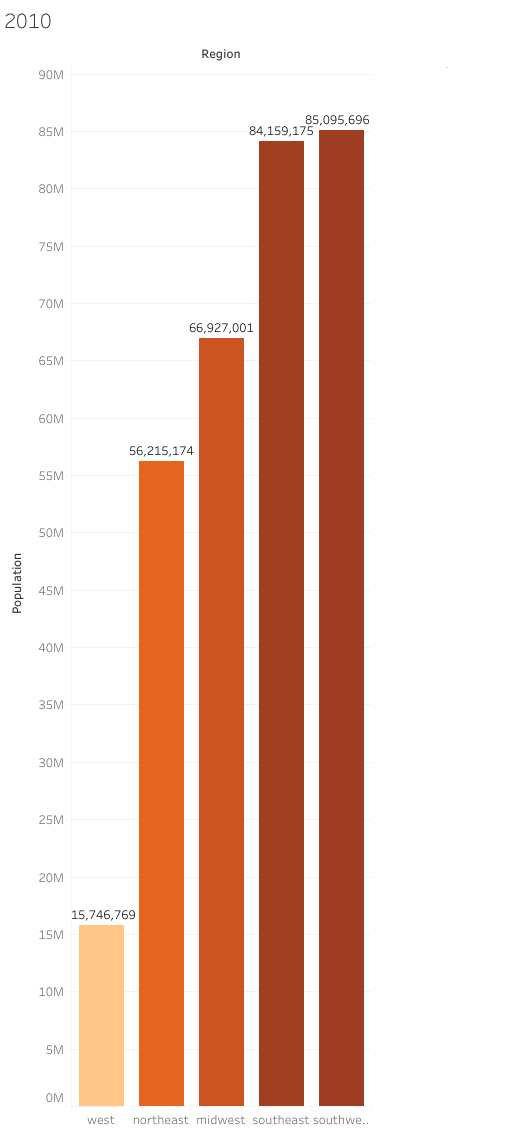 2010
Region
90M
85,095,696
84,159,175
85M
80M
75M
70M
66,927,001
65M
60M
56,215,174
55M
50M
45M
Population
40M
35M
30M
25M
20M
15,746,769
15M
10M
5M
0M
west northeast midwest southeast southwe..